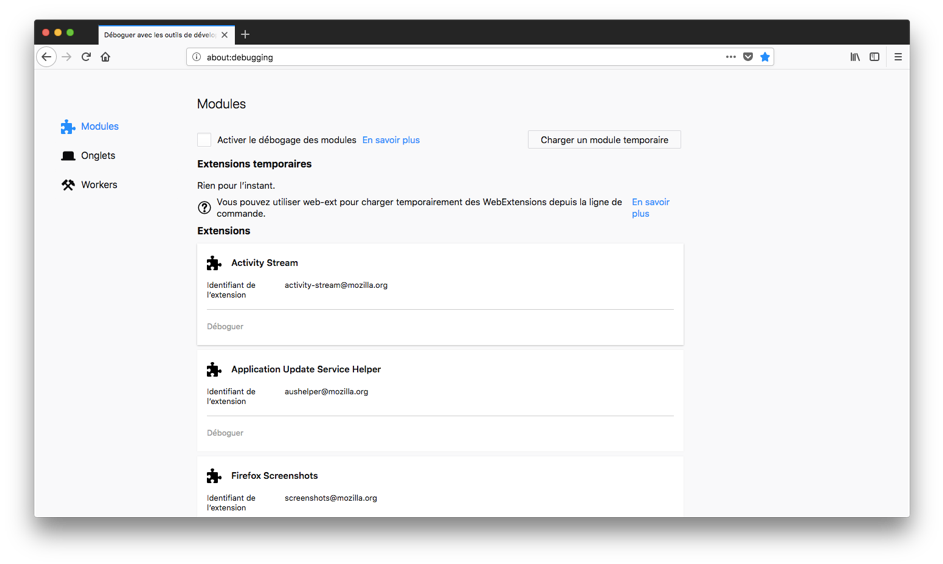 Déboguer avec les outils de dévelo
about:debugging
Modules
Modules
Activer le débogage des modules En savoir plus
Charger un module temporaire
Onglets
Extensions temporaires
Workers
Rien pour l'instant.
Vous pouvez utiliser web-ext pour charger temporairement des WebExtensions depuis la ligne de
commande.
En savoir
plus
Extensions
Activity Stream
Identifiant de
l'extension
activity-stream@mozilla.org
Déboguer
Application Update Service Helper
Identifiant de
l'extension
aushelper@mozilla.org
Déboguer
Firefox Screenshots
Identifiant de
l'extension
screenshots@mozilla.org